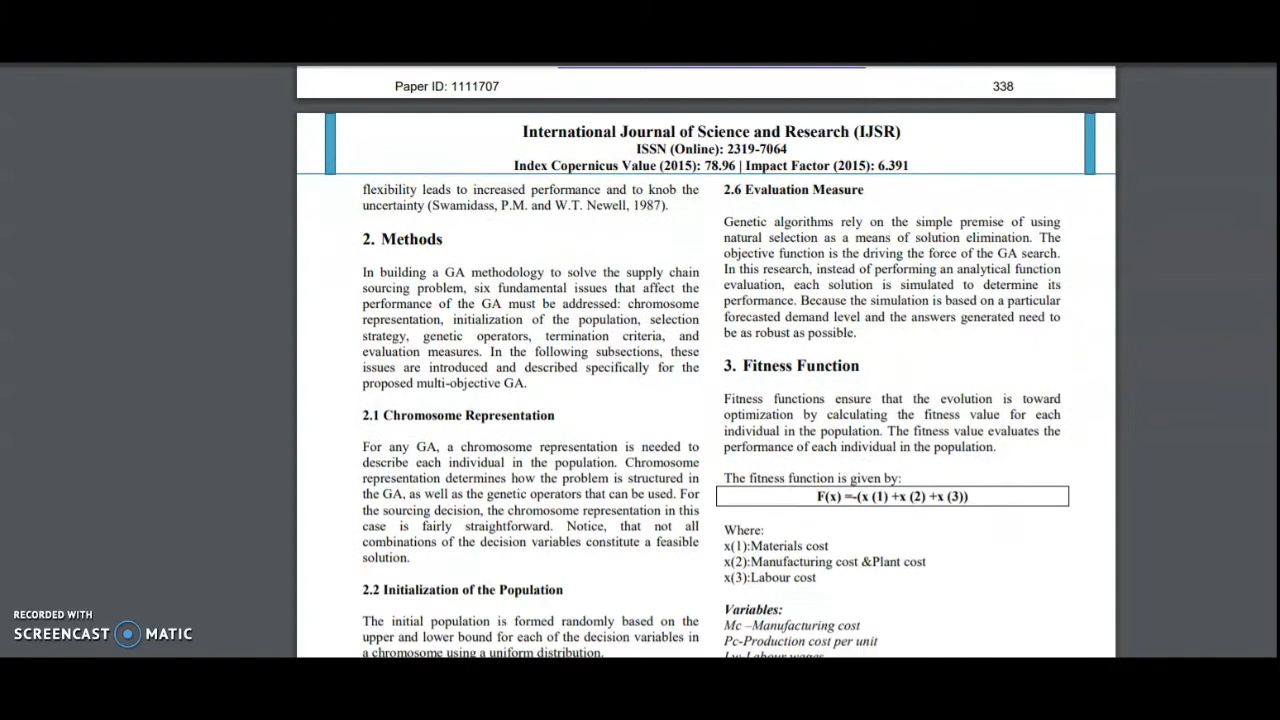 Paper ID: 1111707
338
International Journal of Science and Research (IJSR)
ISSN (Online): 2319-7064
Index Copernicus Value (2015): 78.96 | Impact Factor (2015): 6.391
flexibility leads to increased performance and to knob the
uncertainty (Swamidass, P.M. and W.T. Newell, 1987).
2. Methods
In building a GA methodology to solve the supply chain
sourcing problem, six fundamental issues that affect the
performance of the GA must be addressed: chromosome
representation, initialization of the population, selection
strategy, genetic operators, termination criteria, and
evaluation measures. In the following subsections, these
issues are introduced and described specifically for the
proposed multi-objective GA.
2.1 Chromosome Representation
For any GA, a chromosome representation is needed to
describe each individual in the population. Chromosome
representation determines how the problem is structured in
the GA, as well as the genetic operators that can be used. For
the sourcing decision, the chromosome representation in this
case is fairly straightforward. Notice, that not all
combinations of the decision variables constitute a feasible
solution.
2.2 Initialization of the Population
The initial population is formed randomly based on the
upper and lower bound for each of the decision variables in
a chromosome using a uniform distribution.
2.6 Evaluation Measure
Genetic algorithms rely on the simple premise of using
natural selection as a means of solution elimination. The
objective function is the driving the force of the GA search.
In this research, instead of performing an analytical function
evaluation, each solution is simulated to determine its
performance. Because the simulation is based on a particular
forecasted demand level and the answers generated need to
be as robust as possible.
3. Fitness Function
Fitness functions ensure that the evolution is toward
optimization by calculating the fitness value for each
individual in the population. The fitness value evaluates the
performance of each individual in the population.
The fitness function is given by:
F(x) =-(x (1) +x (2) +x (3))
Where:
x(1):Materials cost
x(2):Manufacturing cost &Plant cost
x(3):Labour cost
Variables:
Mc –Manufacturing cost
Pc-Production cost per unit
Lw-Labour wages
RECORDED WITH
SCREENCAST MATIC